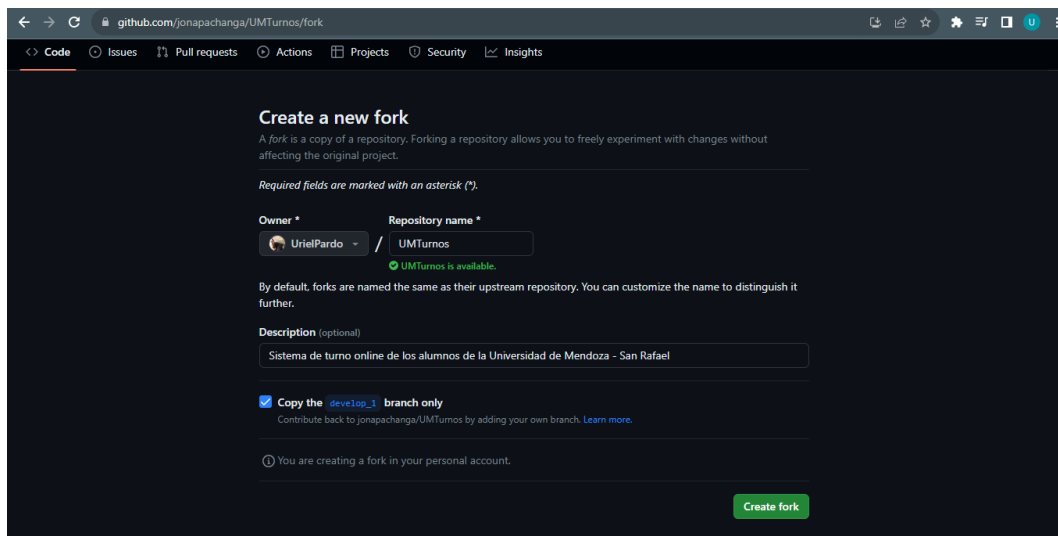 github.com/jonapachanga/UMTurnos/fork
U
Code Issues Pull requests Actions Projects Security Insights
Create a new fork
A fork is a copy of a repository. Forking a repository allows you to freely experiment with changes without
affecting the original project.
Required fields are marked with an asterisk (*).
Owner * Repository name *
UrielPardo / UMTurnos
UMTurnos is available.
By default, forks are named the same as their upstream repository. You can customize the name to distinguish it
further.
Description (optional)
Sistema de turno online de los alumnos de la Universidad de Mendoza - San Rafael
Copy the develop_1 branch only
Contribute back to jonapachanga/UMTurnos by adding your own branch. Learn more.
You are creating a fork in your personal account.
Create fork